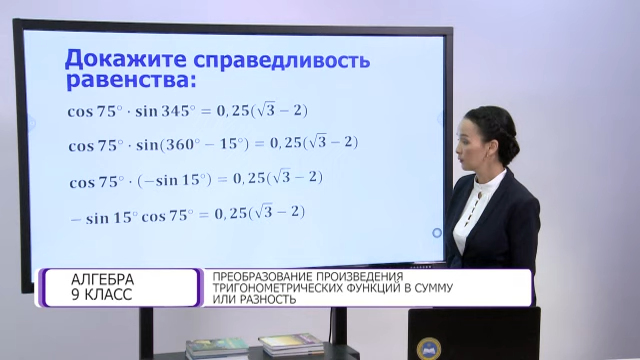 Докажите справедливость
равенства:
cos 75° · sin 345° = 0,25(√3 − 2)
cos 75° · sin(360° − 15°) = 0,25(√3 − 2)
cos 75° · (−sin 15°) = 0,25(√3 − 2)
− sin 15° cos 75° = 0,25(√3 − 2)
АЛГЕБРА
9 КЛАСС
ПРЕОБРАЗОВАНИЕ ПРОИЗВЕДЕНИЯ
ТРИГОНОМЕТРИЧЕСКИХ ФУНКЦИЙ В СУММУ
ИЛИ РАЗНОСТЬ